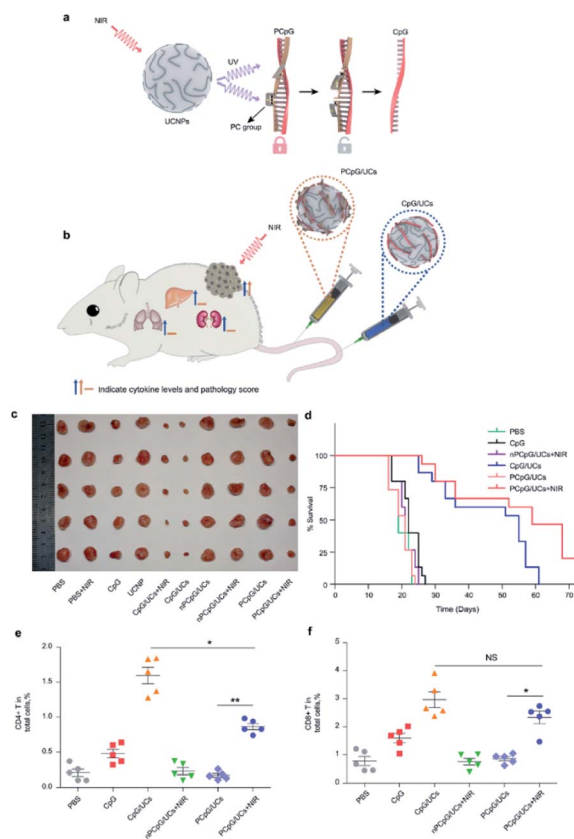 a
NIR
UV
UCNPs
PC group
PCpG
CpG
b
NIR
PCpG/UCs
CpG/UCs
Indicate cytokine levels and pathology score
c
PBS
PBS+NIR
CpG
UCNP
CpG/UCs+NIR
CpG/UCs
nPCpG/UCs
nPCpG/UCs+NIR
PCpG/UCs
PCpG/UCs+NIR
d
PBS
CpG
nPCpG/UCs+NIR
CpG/UCs
PCpG/UCs
PCpG/UCs+NIR
% Survival
100
75
50
25
0
0 10 20 30 40 50 60 70
Time (Days)
e
CD4+ T in
total cells,%
2.0
1.5
1.0
0.5
0.0
*
**
PBS
CpG
CpG/UCs
nPCpG/UCs+NIR
PCpG/UCs
PCpG/UCs+NIR
f
CD8+ T in
total cells,%
5
4
3
2
1
0
NS
*
PBS
CpG
CpG/UCs
nPCpG/UCs+NIR
PCpG/UCs
PCpG/UCs+NIR